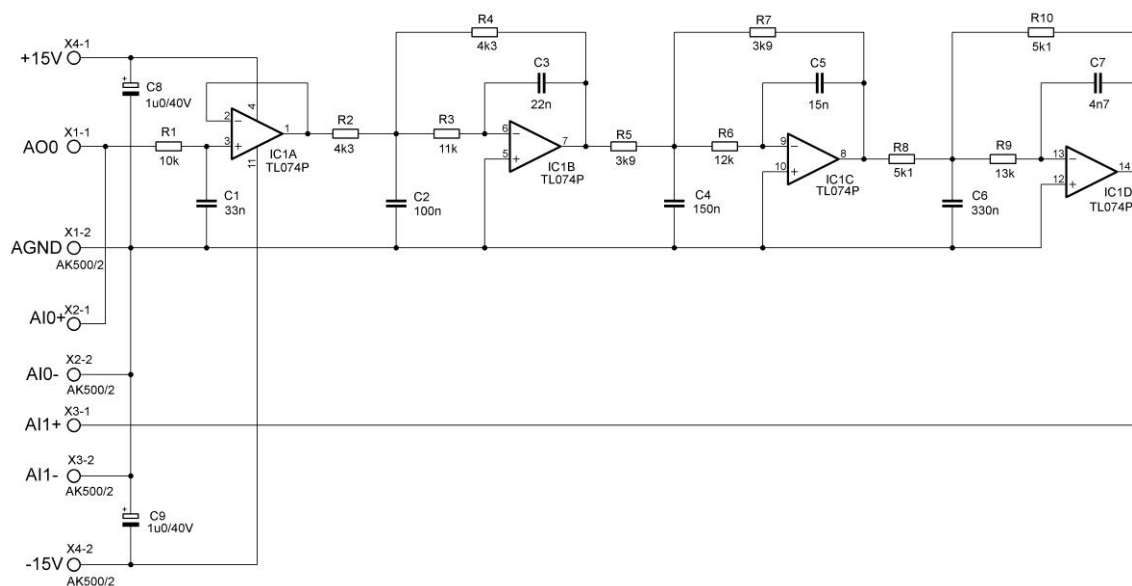 X4-1
+15V
C8
1u0/40V
X1-1
AO0
R1
10k
C1
33n
2
3
4
11
1
−
+
IC1A
TL074P
R2
4k3
R4
4k3
R3
11k
C3
22n
C2
100n
6
5
7
−
+
IC1B
TL074P
R5
3k9
R7
3k9
R6
12k
C5
15n
C4
150n
9
10
8
−
+
IC1C
TL074P
R8
5k1
R10
5k1
R9
13k
C7
4n7
C6
330n
13
12
14
−
+
IC1D
TL074P
X1-2
AGND
AK500/2
X2-1
AI0+
X2-2
AI0-
AK500/2
X3-1
AI1+
X3-2
AI1-
AK500/2
+
C9
1u0/40V
X4-2
-15V
AK500/2
+